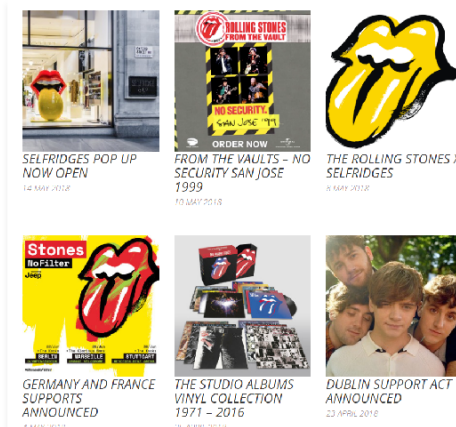 ROLLING STONES
FROM THE VAULT
NO SECURITY.
SAN JOSE '99
ORDER NOW
SELFRIDGES POP UP
NOW OPEN
14 MAY 2018
FROM THE VAULTS – NO
SECURITY SAN JOSE
1999
10 MAY 2018
THE ROLLING STONES X
SELFRIDGES
8 MAY 2018
Stones
NoFilter
Jeep
BERLIN
MARSEILLE
STUTTGART
GERMANY AND FRANCE
SUPPORTS
ANNOUNCED
THE STUDIO ALBUMS
VINYL COLLECTION
1971 – 2016
DUBLIN SUPPORT ACT
ANNOUNCED
23 APRIL 2018